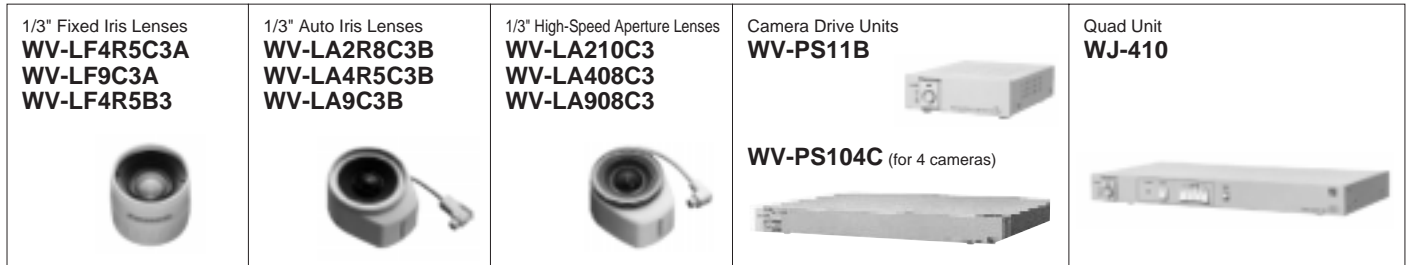 1/3" Fixed Iris Lenses
WV-LF4R5C3A
WV-LF9C3A
WV-LF4R5B3
1/3" Auto Iris Lenses
WV-LA2R8C3B
WV-LA4R5C3B
WV-LA9C3B
1/3" High-Speed Aperture Lenses
WV-LA210C3
WV-LA408C3
WV-LA908C3
Camera Drive Units
WV-PS11B
WV-PS104C (for 4 cameras)
Quad Unit
WJ-410